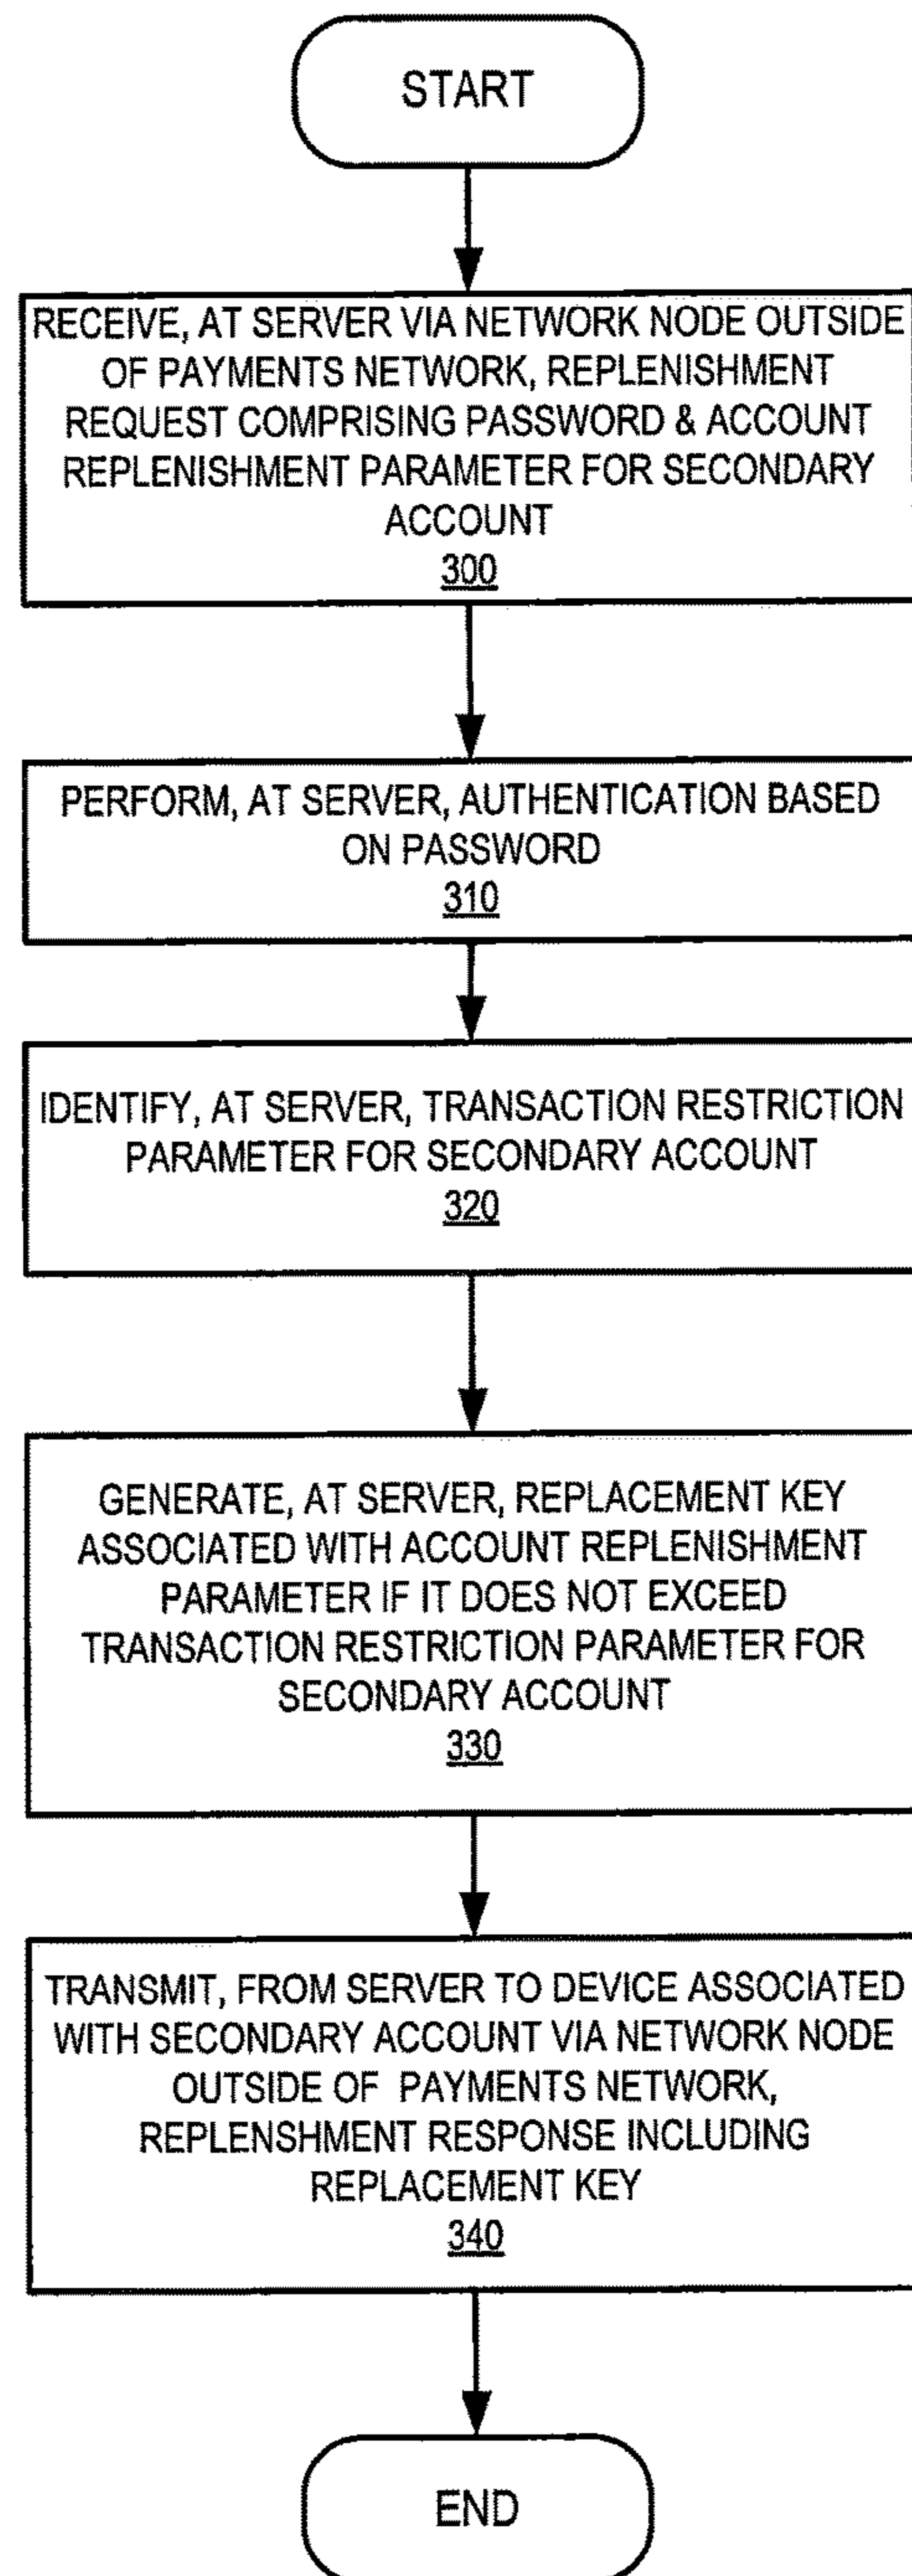 START
RECEIVE, AT SERVER VIA NETWORK NODE OUTSIDE
OF PAYMENTS NETWORK, REPLENISHMENT
REQUEST COMPRISING PASSWORD & ACCOUNT
REPLENISHMENT PARAMETER FOR SECONDARY
ACCOUNT
300
PERFORM, AT SERVER, AUTHENTICATION BASED
ON PASSWORD
310
IDENTIFY, AT SERVER, TRANSACTION RESTRICTION
PARAMETER FOR SECONDARY ACCOUNT
320
GENERATE, AT SERVER, REPLACEMENT KEY
ASSOCIATED WITH ACCOUNT REPLENISHMENT
PARAMETER IF IT DOES NOT EXCEED
TRANSACTION RESTRICTION PARAMETER FOR
SECONDARY ACCOUNT
330
TRANSMIT, FROM SERVER TO DEVICE ASSOCIATED
WITH SECONDARY ACCOUNT VIA NETWORK NODE
OUTSIDE OF PAYMENTS NETWORK,
REPLENSHMENT RESPONSE INCLUDING
REPLACEMENT KEY
340
END